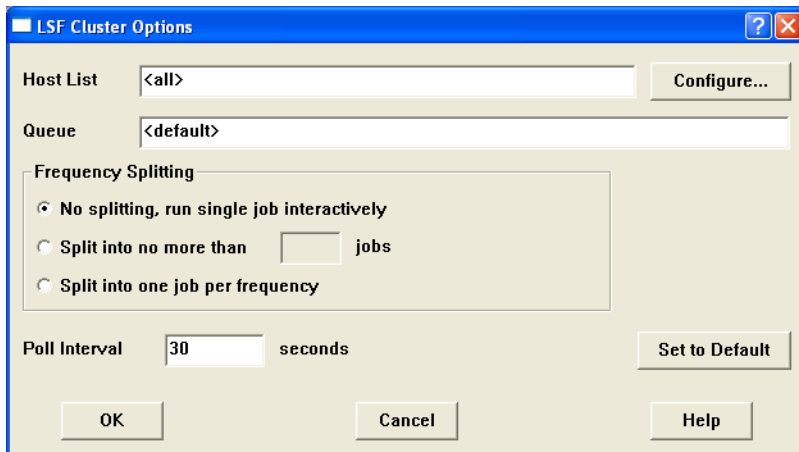 LSF Cluster Options
Host List <all> Configure...
Queue <default>
Frequency Splitting
No splitting, run single job interactively
Split into no more than jobs
Split into one job per frequency
Poll Interval 30 seconds Set to Default
OK Cancel Help